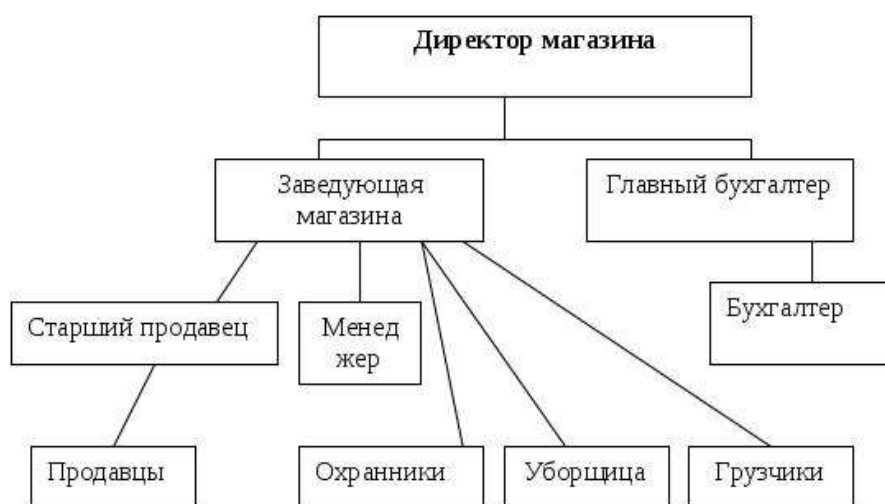 Директор магазина
Заведующая
магазина
Главный бухгалтер
Старший продавец
Менед
жер
Бухгалтер
Продавцы
Охранники
Уборщица
Грузчики